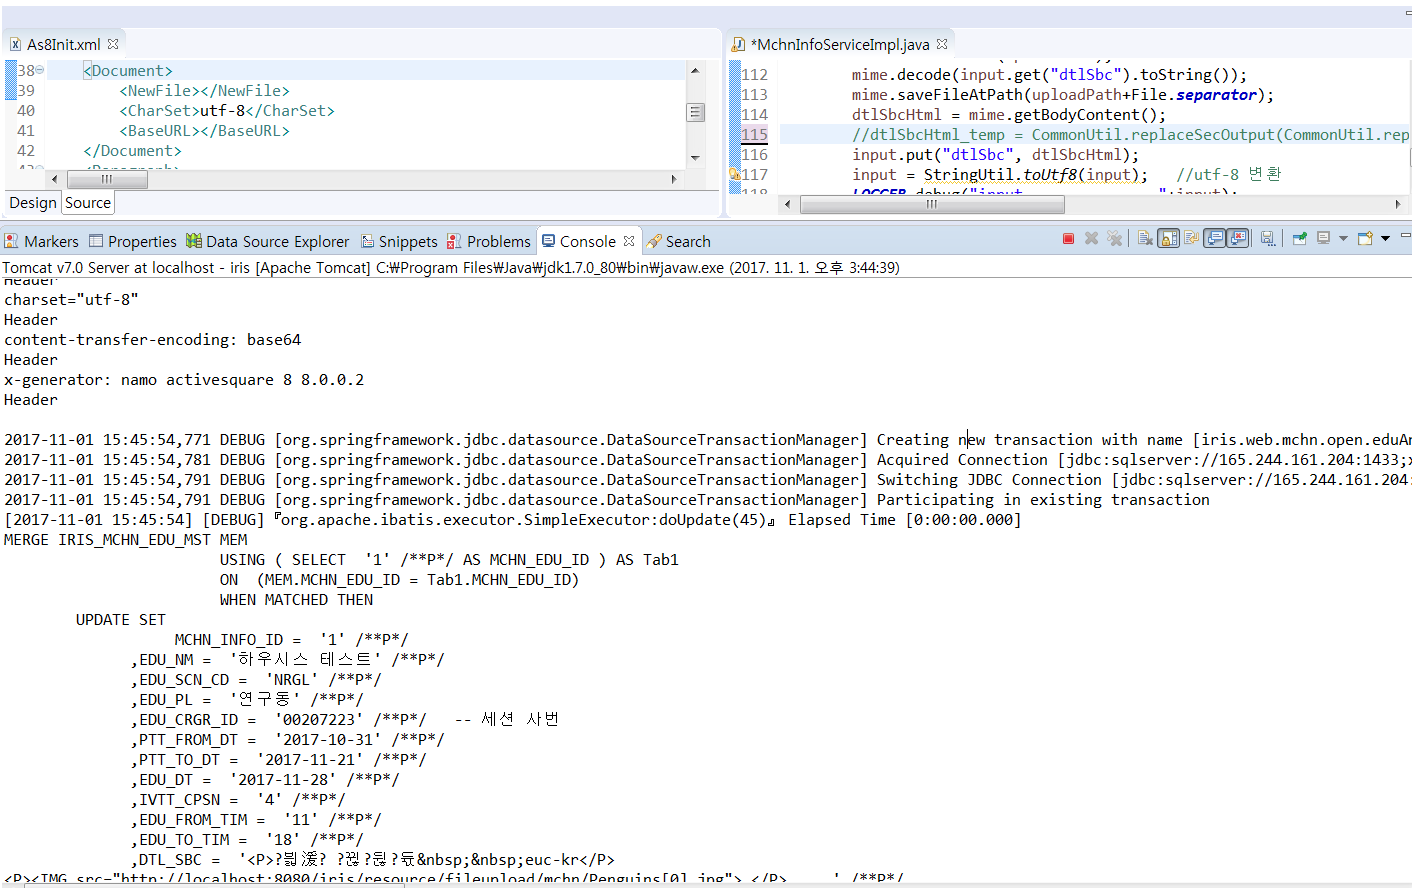 As8Init.xml
38 <Document>
39 <NewFile></NewFile>
40 <CharSet>utf-8</CharSet>
41 <BaseURL></BaseURL>
42 </Document>
Design Source
*MchnInfoServiceImpl.java
112 mime.decode(input.get("dtlSbc").toString());
113 mime.saveFileAtPath(uploadPath+File.separator);
114 dtlSbcHtml = mime.getBodyContent();
115 //dtlSbcHtml_temp = CommonUtil.replaceSecOutput(CommonUtil.rep
116 input.put("dtlSbc", dtlSbcHtml);
117 input = StringUtil.toUtf8(input); //utf-8 변환
118 LOGGER.debug("input "+input);
Markers Properties Data Source Explorer Snippets Problems Console Search
Tomcat v7.0 Server at localhost - iris [Apache Tomcat] C:₩Program Files₩Java₩jdk1.7.0_80₩bin₩javaw.exe (2017. 11. 1. 오후 3:44:39)
Header
charset="utf-8"
Header
content-transfer-encoding: base64
Header
x-generator: namo activesquare 8 8.0.0.2
Header
2017-11-01 15:45:54,771 DEBUG [org.springframework.jdbc.datasource.DataSourceTransactionManager] Creating new transaction with name [iris.web.mchn.open.eduAn
2017-11-01 15:45:54,781 DEBUG [org.springframework.jdbc.datasource.DataSourceTransactionManager] Acquired Connection [jdbc:sqlserver://165.244.161.204:1433;x
2017-11-01 15:45:54,791 DEBUG [org.springframework.jdbc.datasource.DataSourceTransactionManager] Switching JDBC Connection [jdbc:sqlserver://165.244.161.204:
2017-11-01 15:45:54,791 DEBUG [org.springframework.jdbc.datasource.DataSourceTransactionManager] Participating in existing transaction
[2017-11-01 15:45:54] [DEBUG] 『org.apache.ibatis.executor.SimpleExecutor:doUpdate(45)』 Elapsed Time [0:00:00.000]
MERGE IRIS_MCHN_EDU_MST MEM
USING ( SELECT '1' /**P*/ AS MCHN_EDU_ID ) AS Tab1
ON (MEM.MCHN_EDU_ID = Tab1.MCHN_EDU_ID)
WHEN MATCHED THEN
UPDATE SET
MCHN_INFO_ID = '1' /**P*/
,EDU_NM = '하우시스 테스트' /**P*/
,EDU_SCN_CD = 'NRGL' /**P*/
,EDU_PL = '연구동' /**P*/
,EDU_CRGR_ID = '00207223' /**P*/ -- 세션 사번
,PTT_FROM_DT = '2017-10-31' /**P*/
,PTT_TO_DT = '2017-11-21' /**P*/
,EDU_DT = '2017-11-28' /**P*/
,IVTT_CPSN = '4' /**P*/
,EDU_FROM_TIM = '11' /**P*/
,EDU_TO_TIM = '18' /**P*/
,DTL_SBC = '<P>? &nbsp;&nbsp;euc-kr</P>
<P><IMG src="http://localhost:8080/iris/resource/fileupload/mchn/Penguins[0].jpg"> </P> ' /**P*/